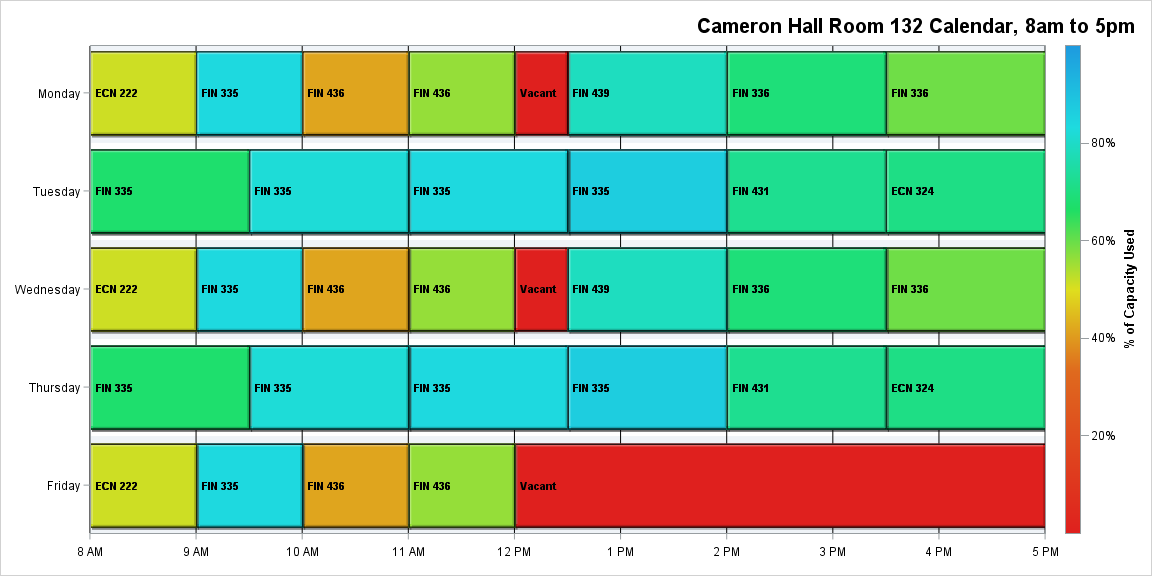 Cameron Hall Room 132 Calendar, 8am to 5pm
Monday ECN 222 FIN 335 FIN 436 FIN 436 Vacant FIN 439 FIN 336 FIN 336
Tuesday FIN 335 FIN 335 FIN 335 FIN 335 FIN 431 ECN 324
Wednesday ECN 222 FIN 335 FIN 436 FIN 436 Vacant FIN 439 FIN 336 FIN 336
Thursday FIN 335 FIN 335 FIN 335 FIN 335 FIN 431 ECN 324
Friday ECN 222 FIN 335 FIN 436 FIN 436 Vacant
8 AM 9 AM 10 AM 11 AM 12 PM 1 PM 2 PM 3 PM 4 PM 5 PM
80%
60%
40%
20%
% of Capacity Used